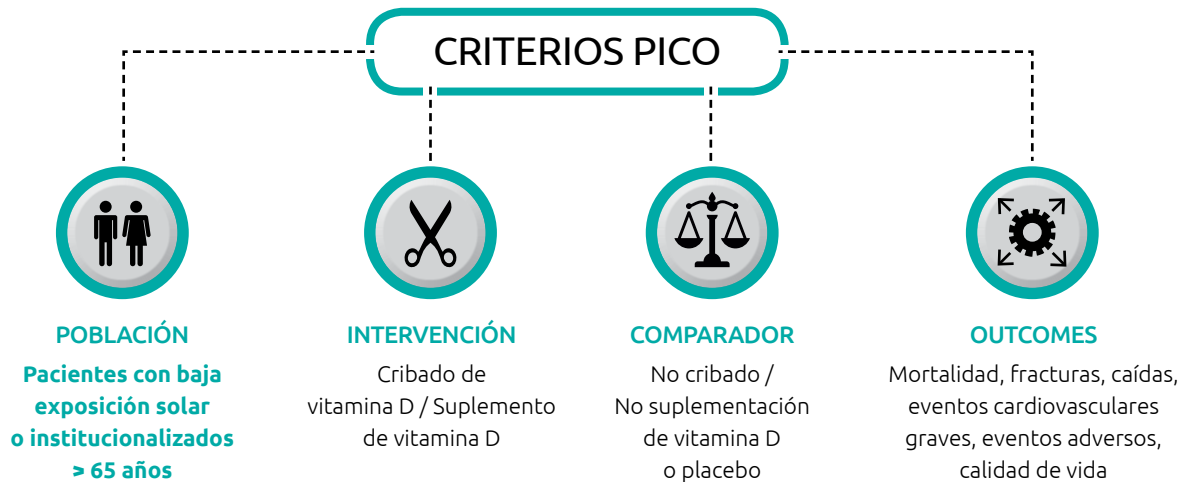 CRITERIOS PICO
POBLACIÓN
Pacientes con baja
exposición solar
o institucionalizados
> 65 años
INTERVENCIÓN
Cribado de
vitamina D / Suplemento
de vitamina D
COMPARADOR
No cribado /
No suplementación
de vitamina D
o placebo
OUTCOMES
Mortalidad, fracturas, caídas,
eventos cardiovasculares
graves, eventos adversos,
calidad de vida